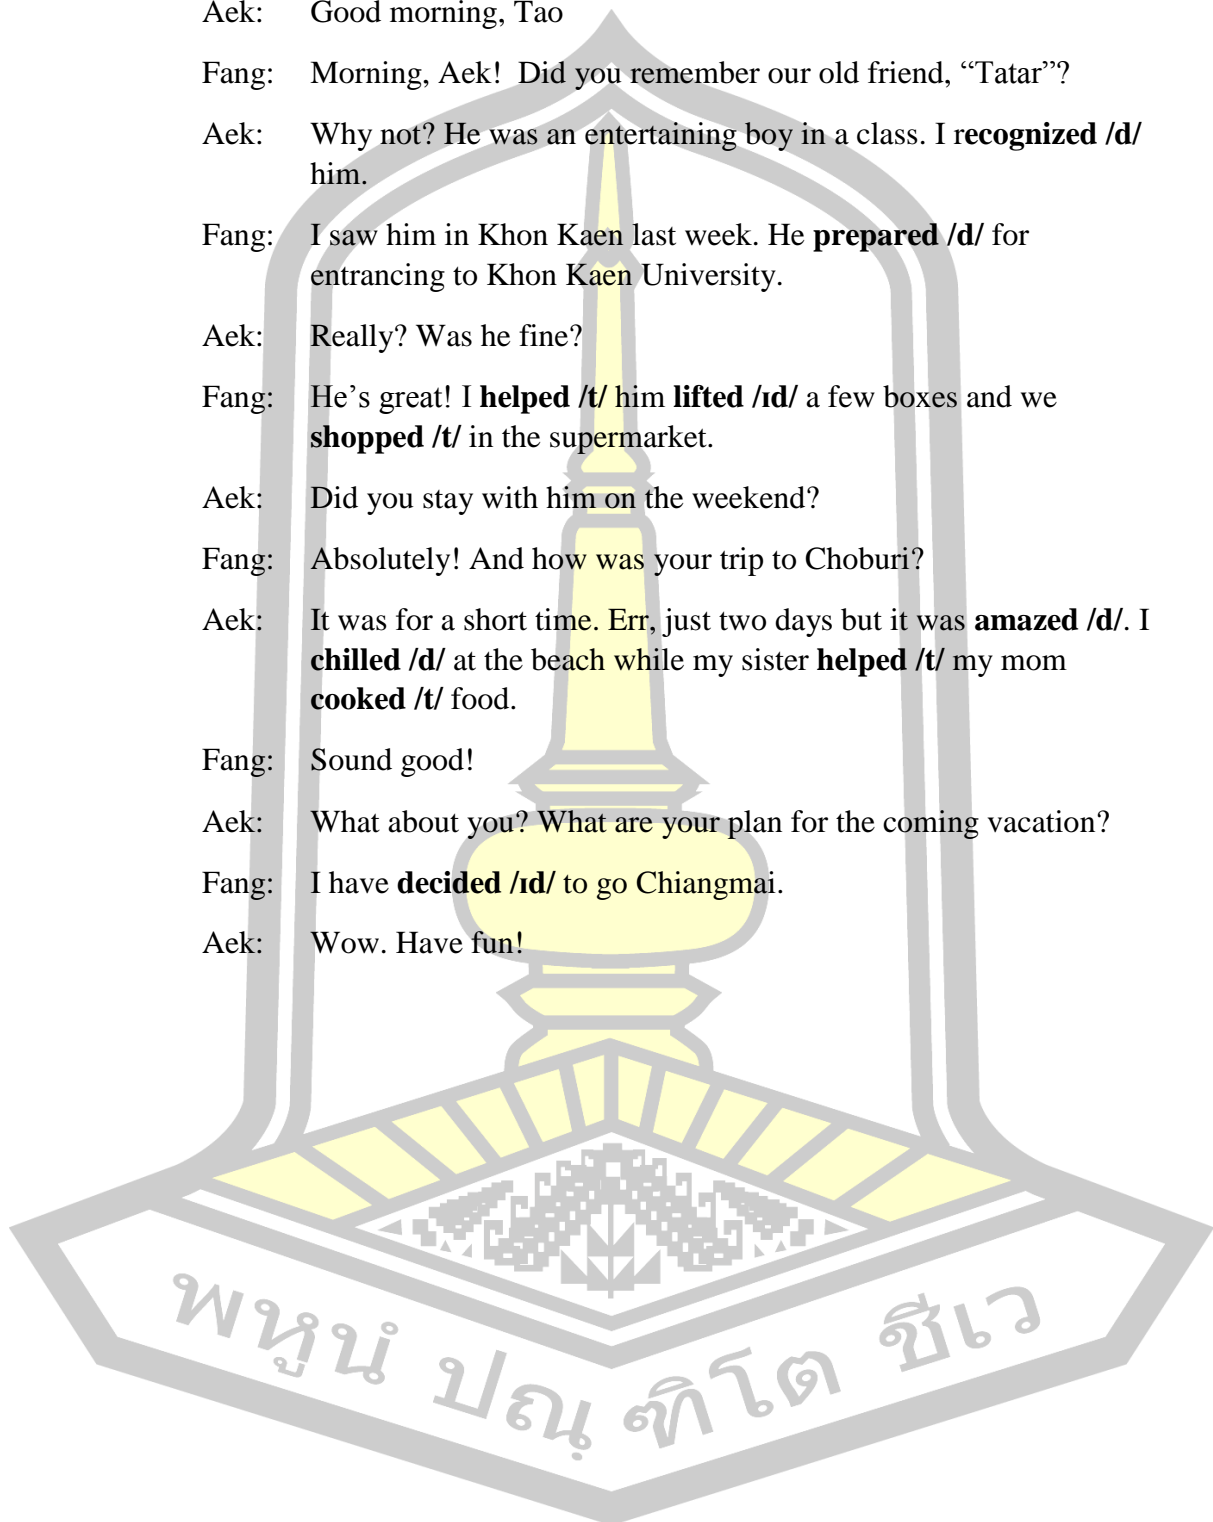 Aek: Good morning, Tao
Fang: Morning, Aek! Did you remember our old friend, “Tatar”?
Aek: Why not? He was an entertaining boy in a class. I recognized /d/
him.
Fang: I saw him in Khon Kaen last week. He prepared /d/ for
entrancing to Khon Kaen University.
Aek: Really? Was he fine?
Fang: He’s great! I helped /t/ him lifted /ɪd/ a few boxes and we
shopped /t/ in the supermarket.
Aek: Did you stay with him on the weekend?
Fang: Absolutely! And how was your trip to Choburi?
Aek: It was for a short time. Err, just two days but it was amazed /d/. I
chilled /d/ at the beach while my sister helped /t/ my mom
cooked /t/ food.
Fang: Sound good!
Aek: What about you? What are your plan for the coming vacation?
Fang: I have decided /ɪd/ to go Chiangmai.
Aek: Wow. Have fun!
พหูนํ ปณฺฑิโต ชีเว